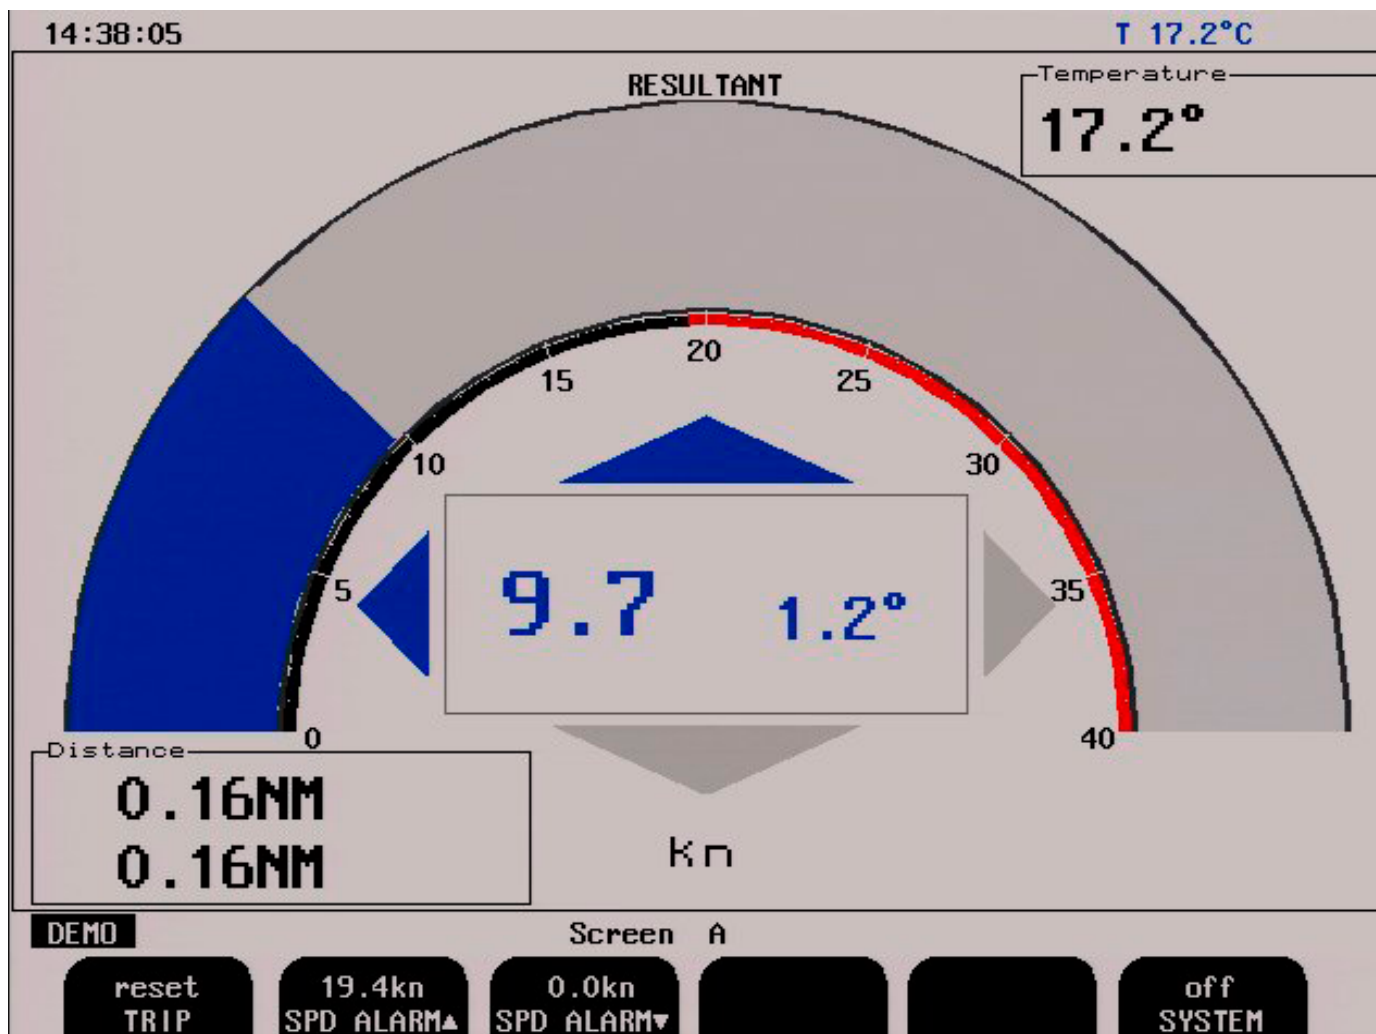 14:38:05
T 17.2°C
RESULTANT
Temperature
17.2°
20
15
25
10
30
5
35
9.7
1.2°
0
40
Distance
0.16NM
0.16NM
kn
DEMO
Screen A
reset
TRIP
19.4kn
SPD ALARM▲
0.0kn
SPD ALARM▼
off
SYSTEM